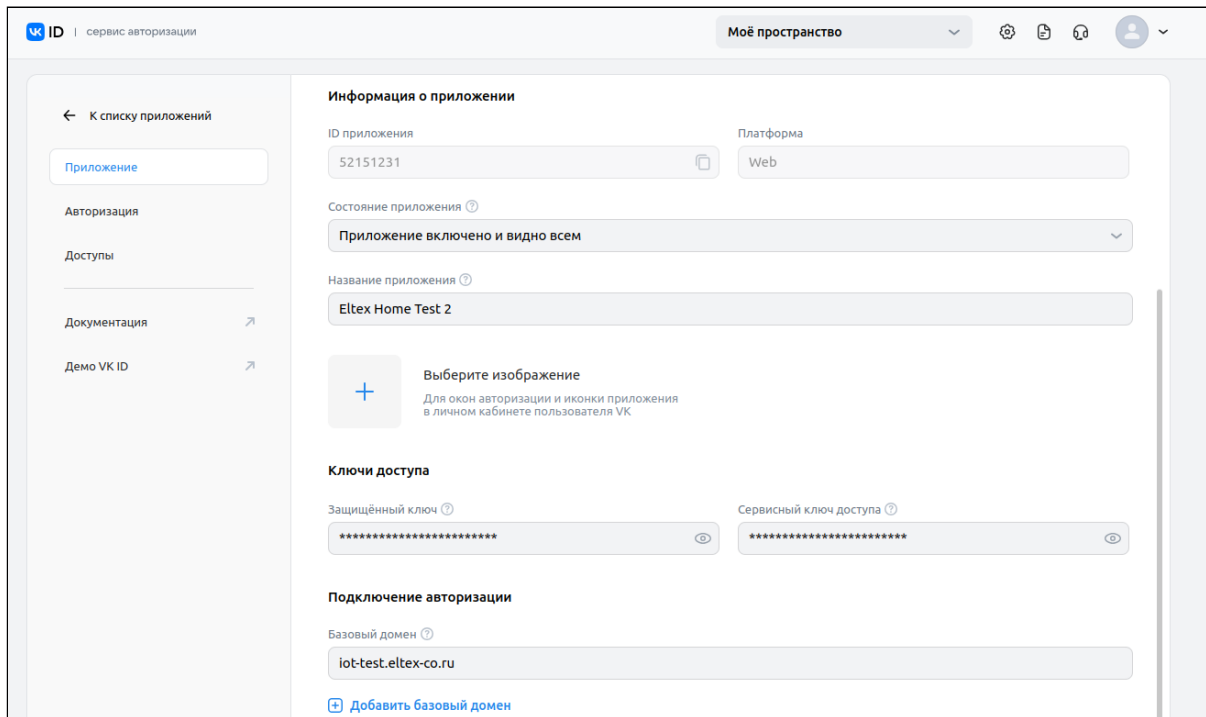 VK ID | сервис авторизации
Моё пространство
К списку приложений
Приложение
Авторизация
Доступы
Документация
Демо VK ID
Информация о приложении
ID приложения
Платформа
52151231
Web
Состояние приложения
Приложение включено и видно всем
Название приложения
Eltex Home Test 2
Выберите изображение
Для окон авторизации и иконки приложения
в личном кабинете пользователя VK
Ключи доступа
Защищённый ключ
Сервисный ключ доступа
************************
************************
Подключение авторизации
Базовый домен
iot-test.eltex-co.ru
Добавить базовый домен